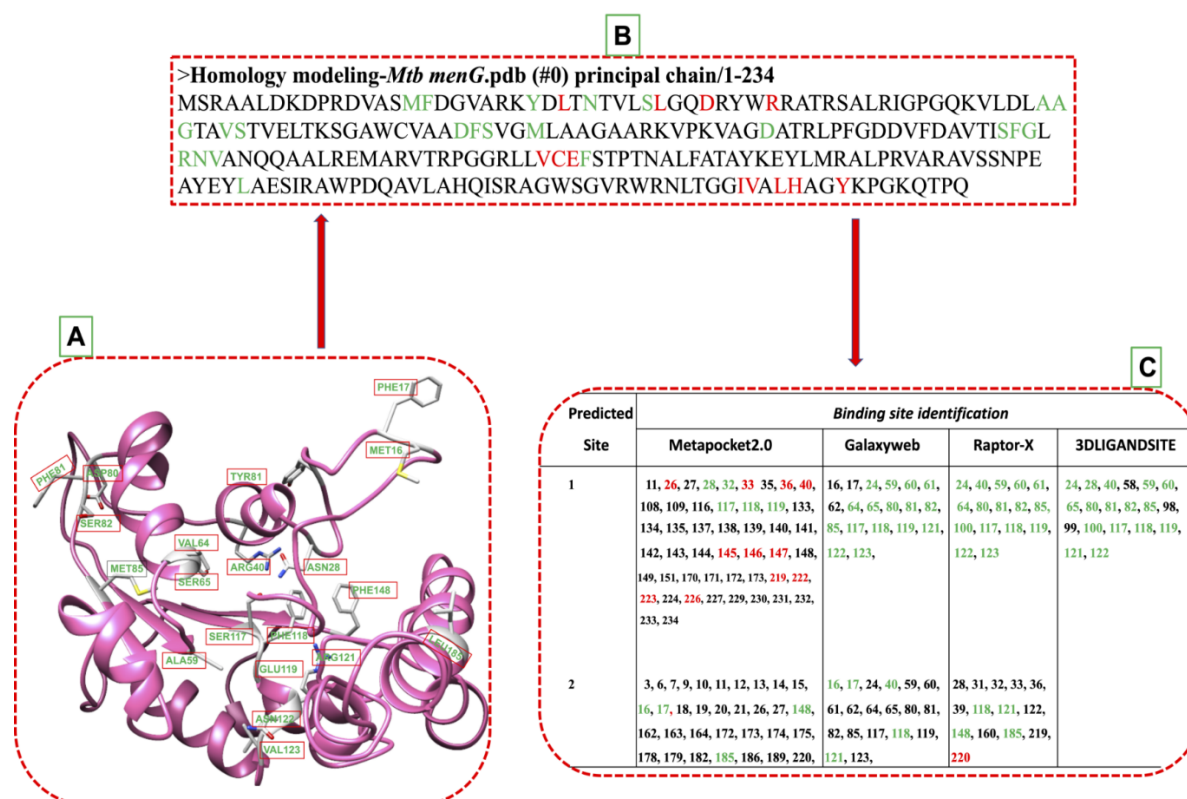 B
>Homology modeling-Mtb menG.pdb (#0) principal chain/1-234
MSRAALDKDPRDVASMFDGVARKYDLTNTVLSLGQDRYWRRATRSALRIGPGQKVLDLAA
GTAVSTVELTKSGAWCVAADFSVGMLAAGAARKVPKVAGDATRLPFGDDVFDAVTISFGL
RNVANQQAALREMARVTRPGGRLLVCEFSTPTNALFATAYKEYLMRALPRVARAVSSNPE
AYEYLAESIRAWPDQAVLAHQISRAGWSGVRWRNLTGGIVALHAGYKPGKQTPQ
A
PHE17
MET16
PHE81
ASP80
TYR81
SER82
VAL64
MET85
SER65
ARG40
ASN28
PHE148
SER117
PHE118
LEU185
ALA59
GLU119
ARG121
ASN122
VAL123
C
Predicted Site
Binding site identification
Metapocket2.0
Galaxyweb
Raptor-X
3DLIGANDSITE
1
11, 26, 27, 28, 32, 33 35, 36, 40,
108, 109, 116, 117, 118, 119, 133,
134, 135, 137, 138, 139, 140, 141,
142, 143, 144, 145, 146, 147, 148,
149, 151, 170, 171, 172, 173, 219, 222,
223, 224, 226, 227, 229, 230, 231, 232,
233, 234
16, 17, 24, 59, 60, 61,
62, 64, 65, 80, 81, 82,
85, 117, 118, 119, 121,
122, 123,
24, 40, 59, 60, 61,
64, 80, 81, 82, 85,
100, 117, 118, 119,
122, 123
24, 28, 40, 58, 59, 60,
65, 80, 81, 82, 85, 98,
99, 100, 117, 118, 119,
121, 122
2
3, 6, 7, 9, 10, 11, 12, 13, 14, 15,
16, 17, 18, 19, 20, 21, 26, 27, 148,
162, 163, 164, 172, 173, 174, 175,
178, 179, 182, 185, 186, 189, 220,
16, 17, 24, 40, 59, 60,
61, 62, 64, 65, 80, 81,
82, 85, 117, 118, 119,
121, 123,
28, 31, 32, 33, 36,
39, 118, 121, 122,
148, 160, 185, 219,
220